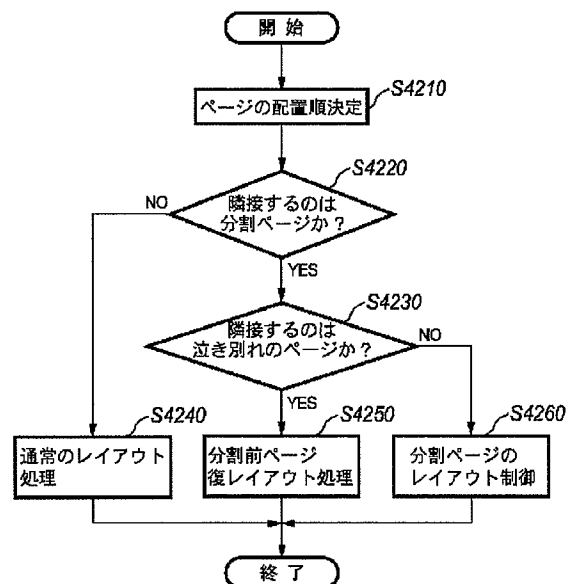 開 始
S4210
ページの配置順決定
S4220
隣接するのは
分割ページか？
NO
YES
S4230
隣接するのは
泣き別れのページか？
NO
YES
S4240
通常のレイアウト
処理
S4250
分割前ページ
復レイアウト処理
S4260
分割ページの
レイアウト制御
終 了